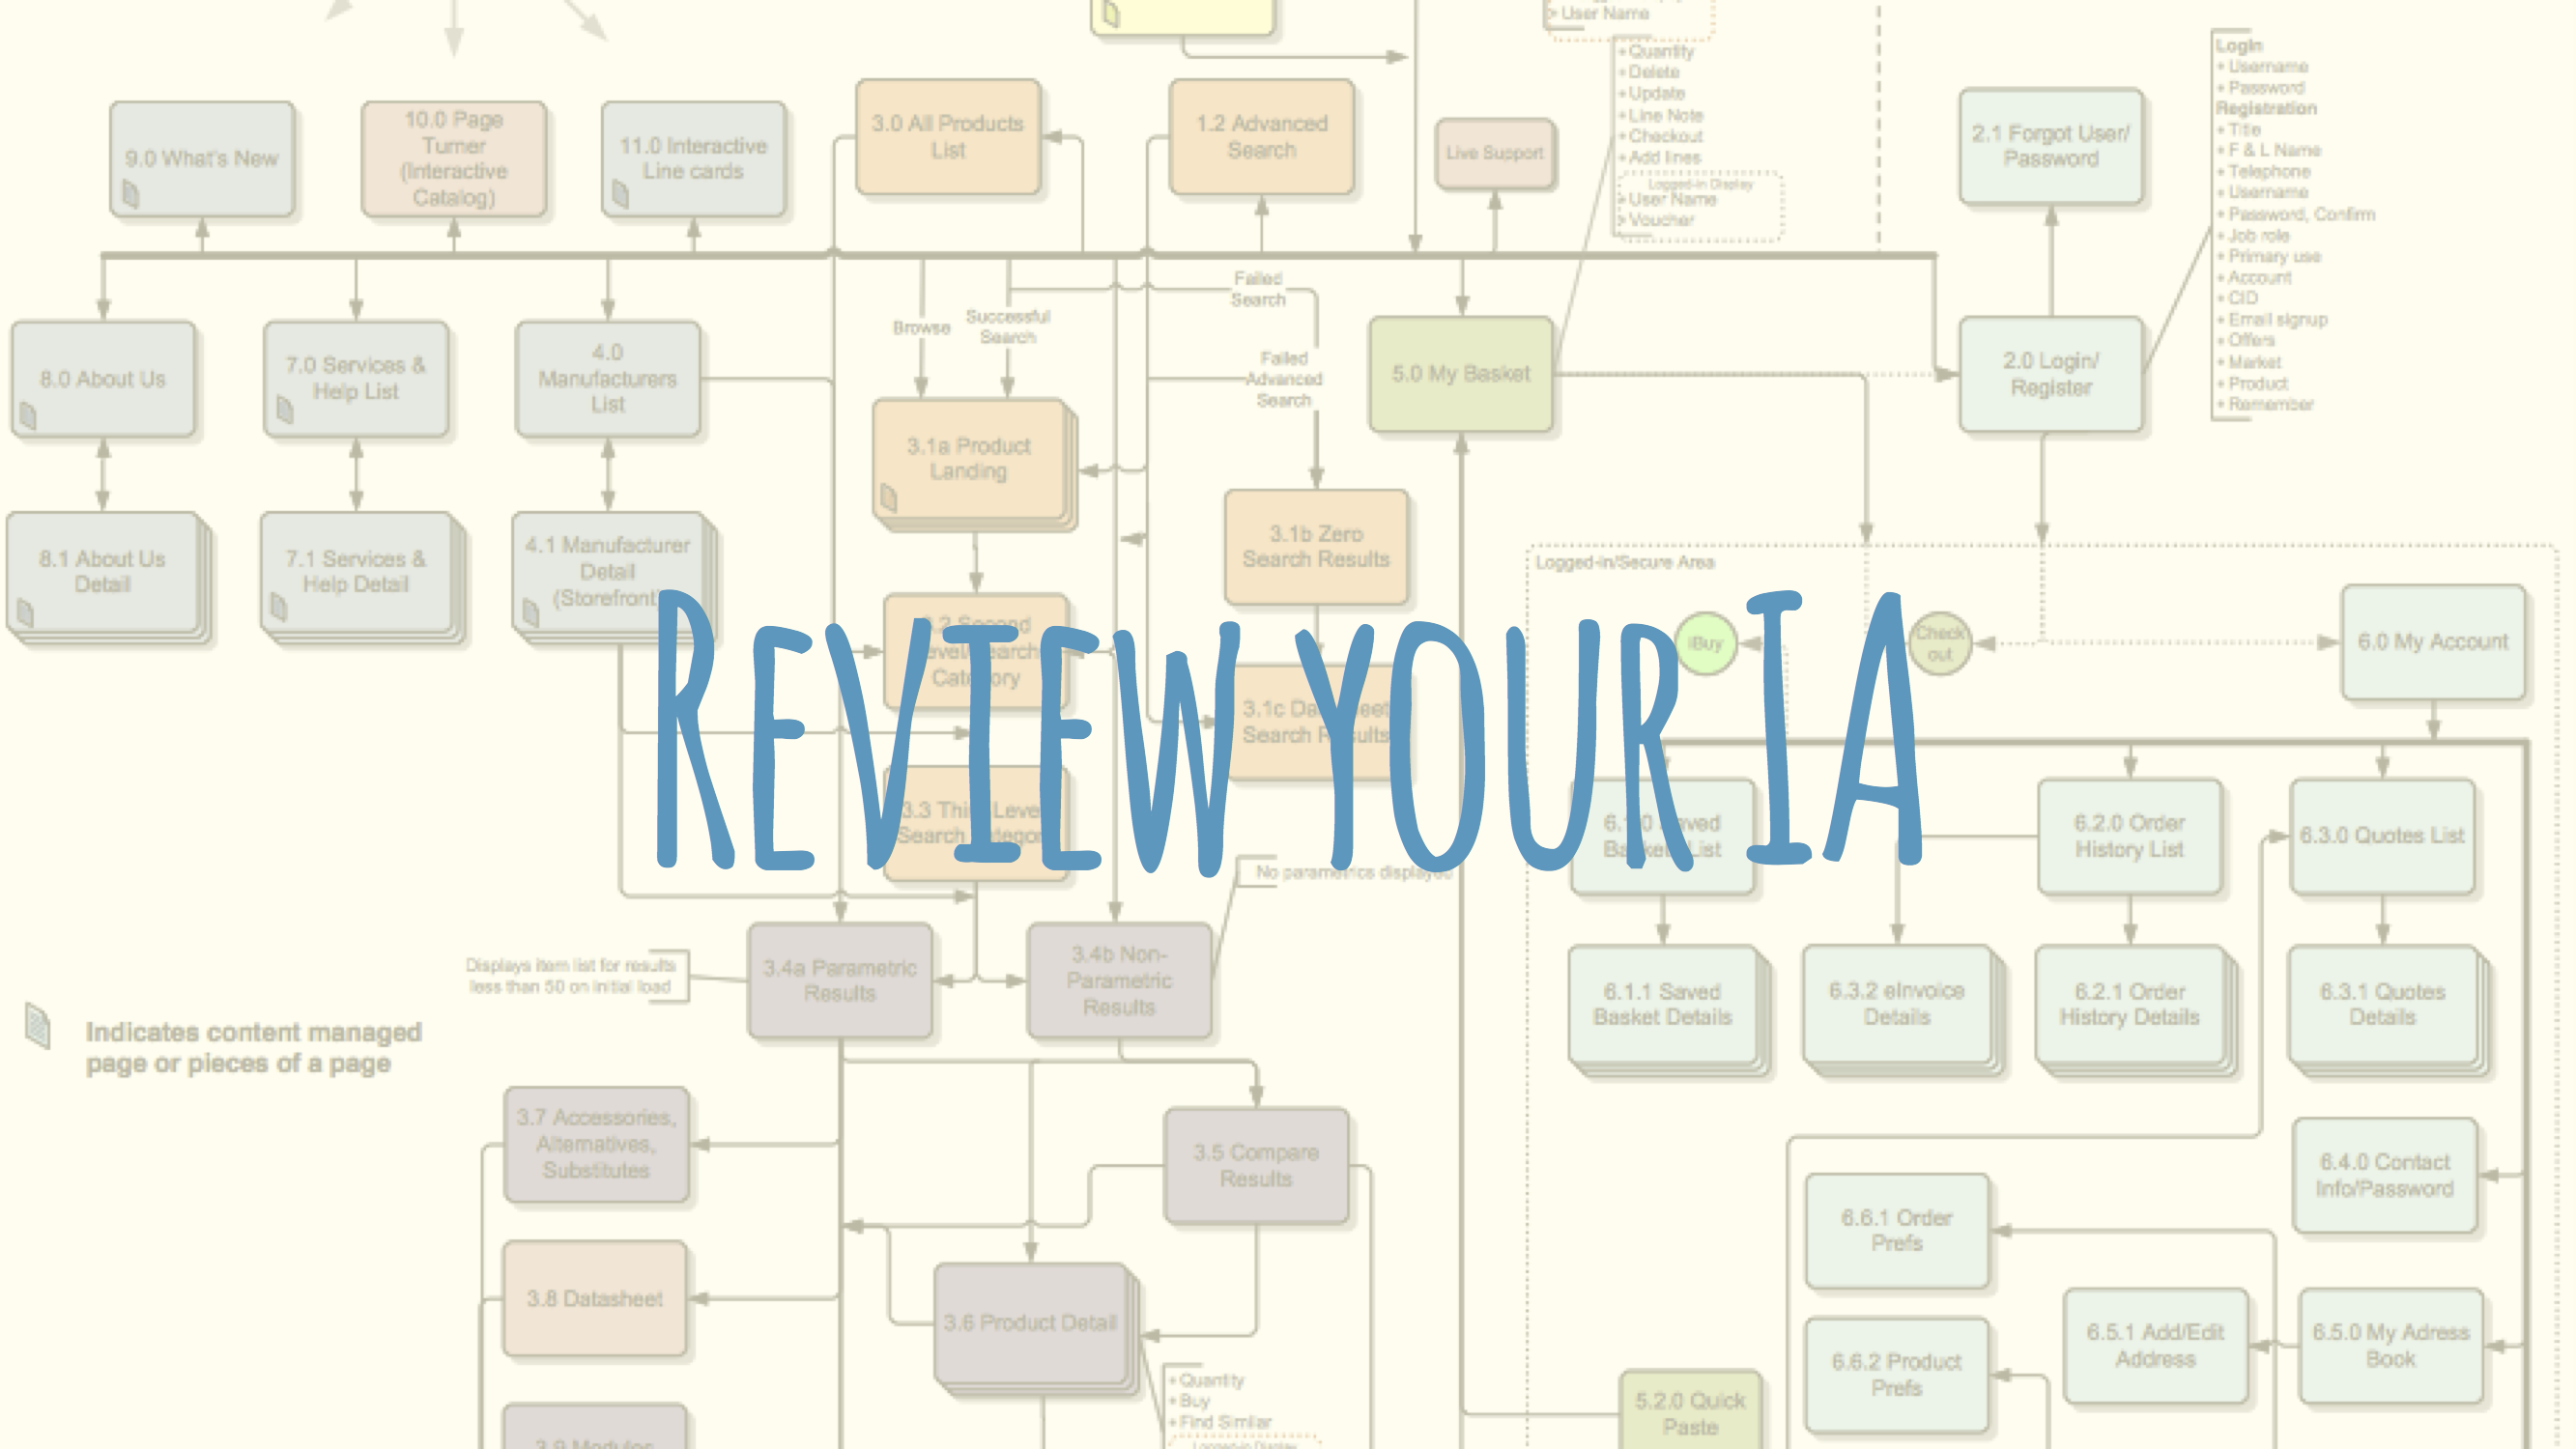 User Name
+ Quantity
+ Delete
+ Update
+ Line Note
+ Checkout
+ Add lines
Logged-in Display
User Name
Voucher
Login
+ Username
+ Password
Registration
+ Title
+ F & L Name
+ Telephone
+ Username
+ Password, Confirm
+ Job role
+ Primary use
+ Account
+ CID
+ Email signup
+ Offers
+ Market
+ Product
+ Remember
9.0 What's New
10.0 Page
Turner
(Interactive
Catalog)
11.0 Interactive
Line cards
3.0 All Products
List
1.2 Advanced
Search
Live Support
2.1 Forgot User/
Password
Browse
Successful
Search
Failed
Search
Failed
Advanced
Search
8.0 About Us
7.0 Services &
Help List
4.0
Manufacturers
List
5.0 My Basket
2.0 Login/
Register
3.1a Product
Landing
3.1b Zero
Search Results
8.1 About Us
Detail
7.1 Services &
Help Detail
4.1 Manufacturer
Detail
(Storefront)
Logged-in/Secure Area
iBuy
Check
out
6.0 My Account
Second
Category
3.1c
Search Results
REVIEW YOUR IA
3.3 Third Level
Search Category
No parametrics displayed
6.1.0 Saved
Basket List
6.2.0 Order
History List
6.3.0 Quotes List
Displays item list for results
less than 50 on initial load
3.4a Parametric
Results
3.4b Non-
Parametric
Results
6.1.1 Saved
Basket Details
6.3.2 eInvoice
Details
6.2.1 Order
History Details
6.3.1 Quotes
Details
Indicates content managed
page or pieces of a page
3.7 Accessories,
Alternatives,
Substitutes
3.5 Compare
Results
6.4.0 Contact
Info/Password
6.6.1 Order
Prefs
3.8 Datasheet
3.6 Product Detail
6.6.2 Product
Prefs
6.5.1 Add/Edit
Address
6.5.0 My Adress
Book
+ Quantity
+ Buy
+ Find Similar
Logged-in Display
5.2.0 Quick
Paste
3.9 Modules